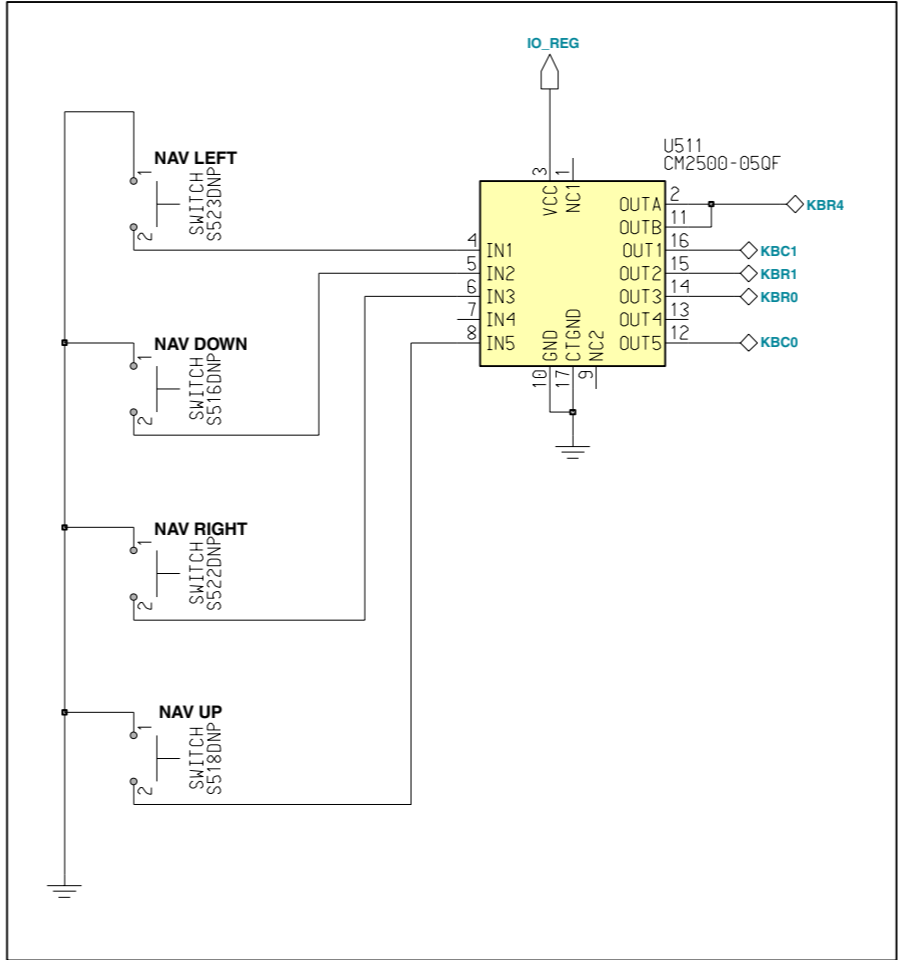 IO_REG
U511
CM2500-05QF
3
1
VCC
NC1
OUTA
2
KBR4
OUTB
11
4
IN1
OUT1
16
KBC1
5
IN2
OUT2
15
KBR1
6
IN3
OUT3
14
KBR0
7
IN4
OUT4
13
8
IN5
OUT5
12
KBC0
GND
CTGND
NC2
10
17
9
NAV LEFT
1
2
SWITCH
S523DNP
NAV DOWN
1
2
SWITCH
S516DNP
NAV RIGHT
1
2
SWITCH
S522DNP
NAV UP
1
2
SWITCH
S518DNP